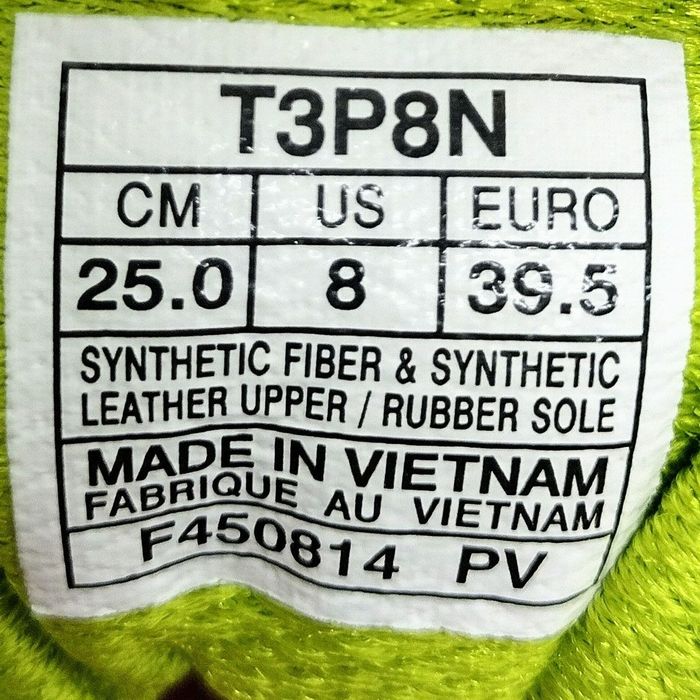 T3P8N
CM US EURO
25.0 8 39.5
SYNTHETIC FIBER & SYNTHETIC
LEATHER UPPER / RUBBER SOLE
MADE IN VIETNAM
FABRIQUE AU VIETNAM
F450814 PV